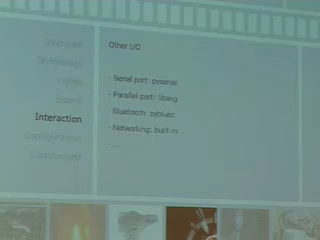 Overview
Technology
Lights
Sound
Interaction
Configuration
Conclusions
Other I/O
- Serial port: pyserial
- Parallel port: libavg
- Bluetooth: pybluez
- Networking: built-in
- ...